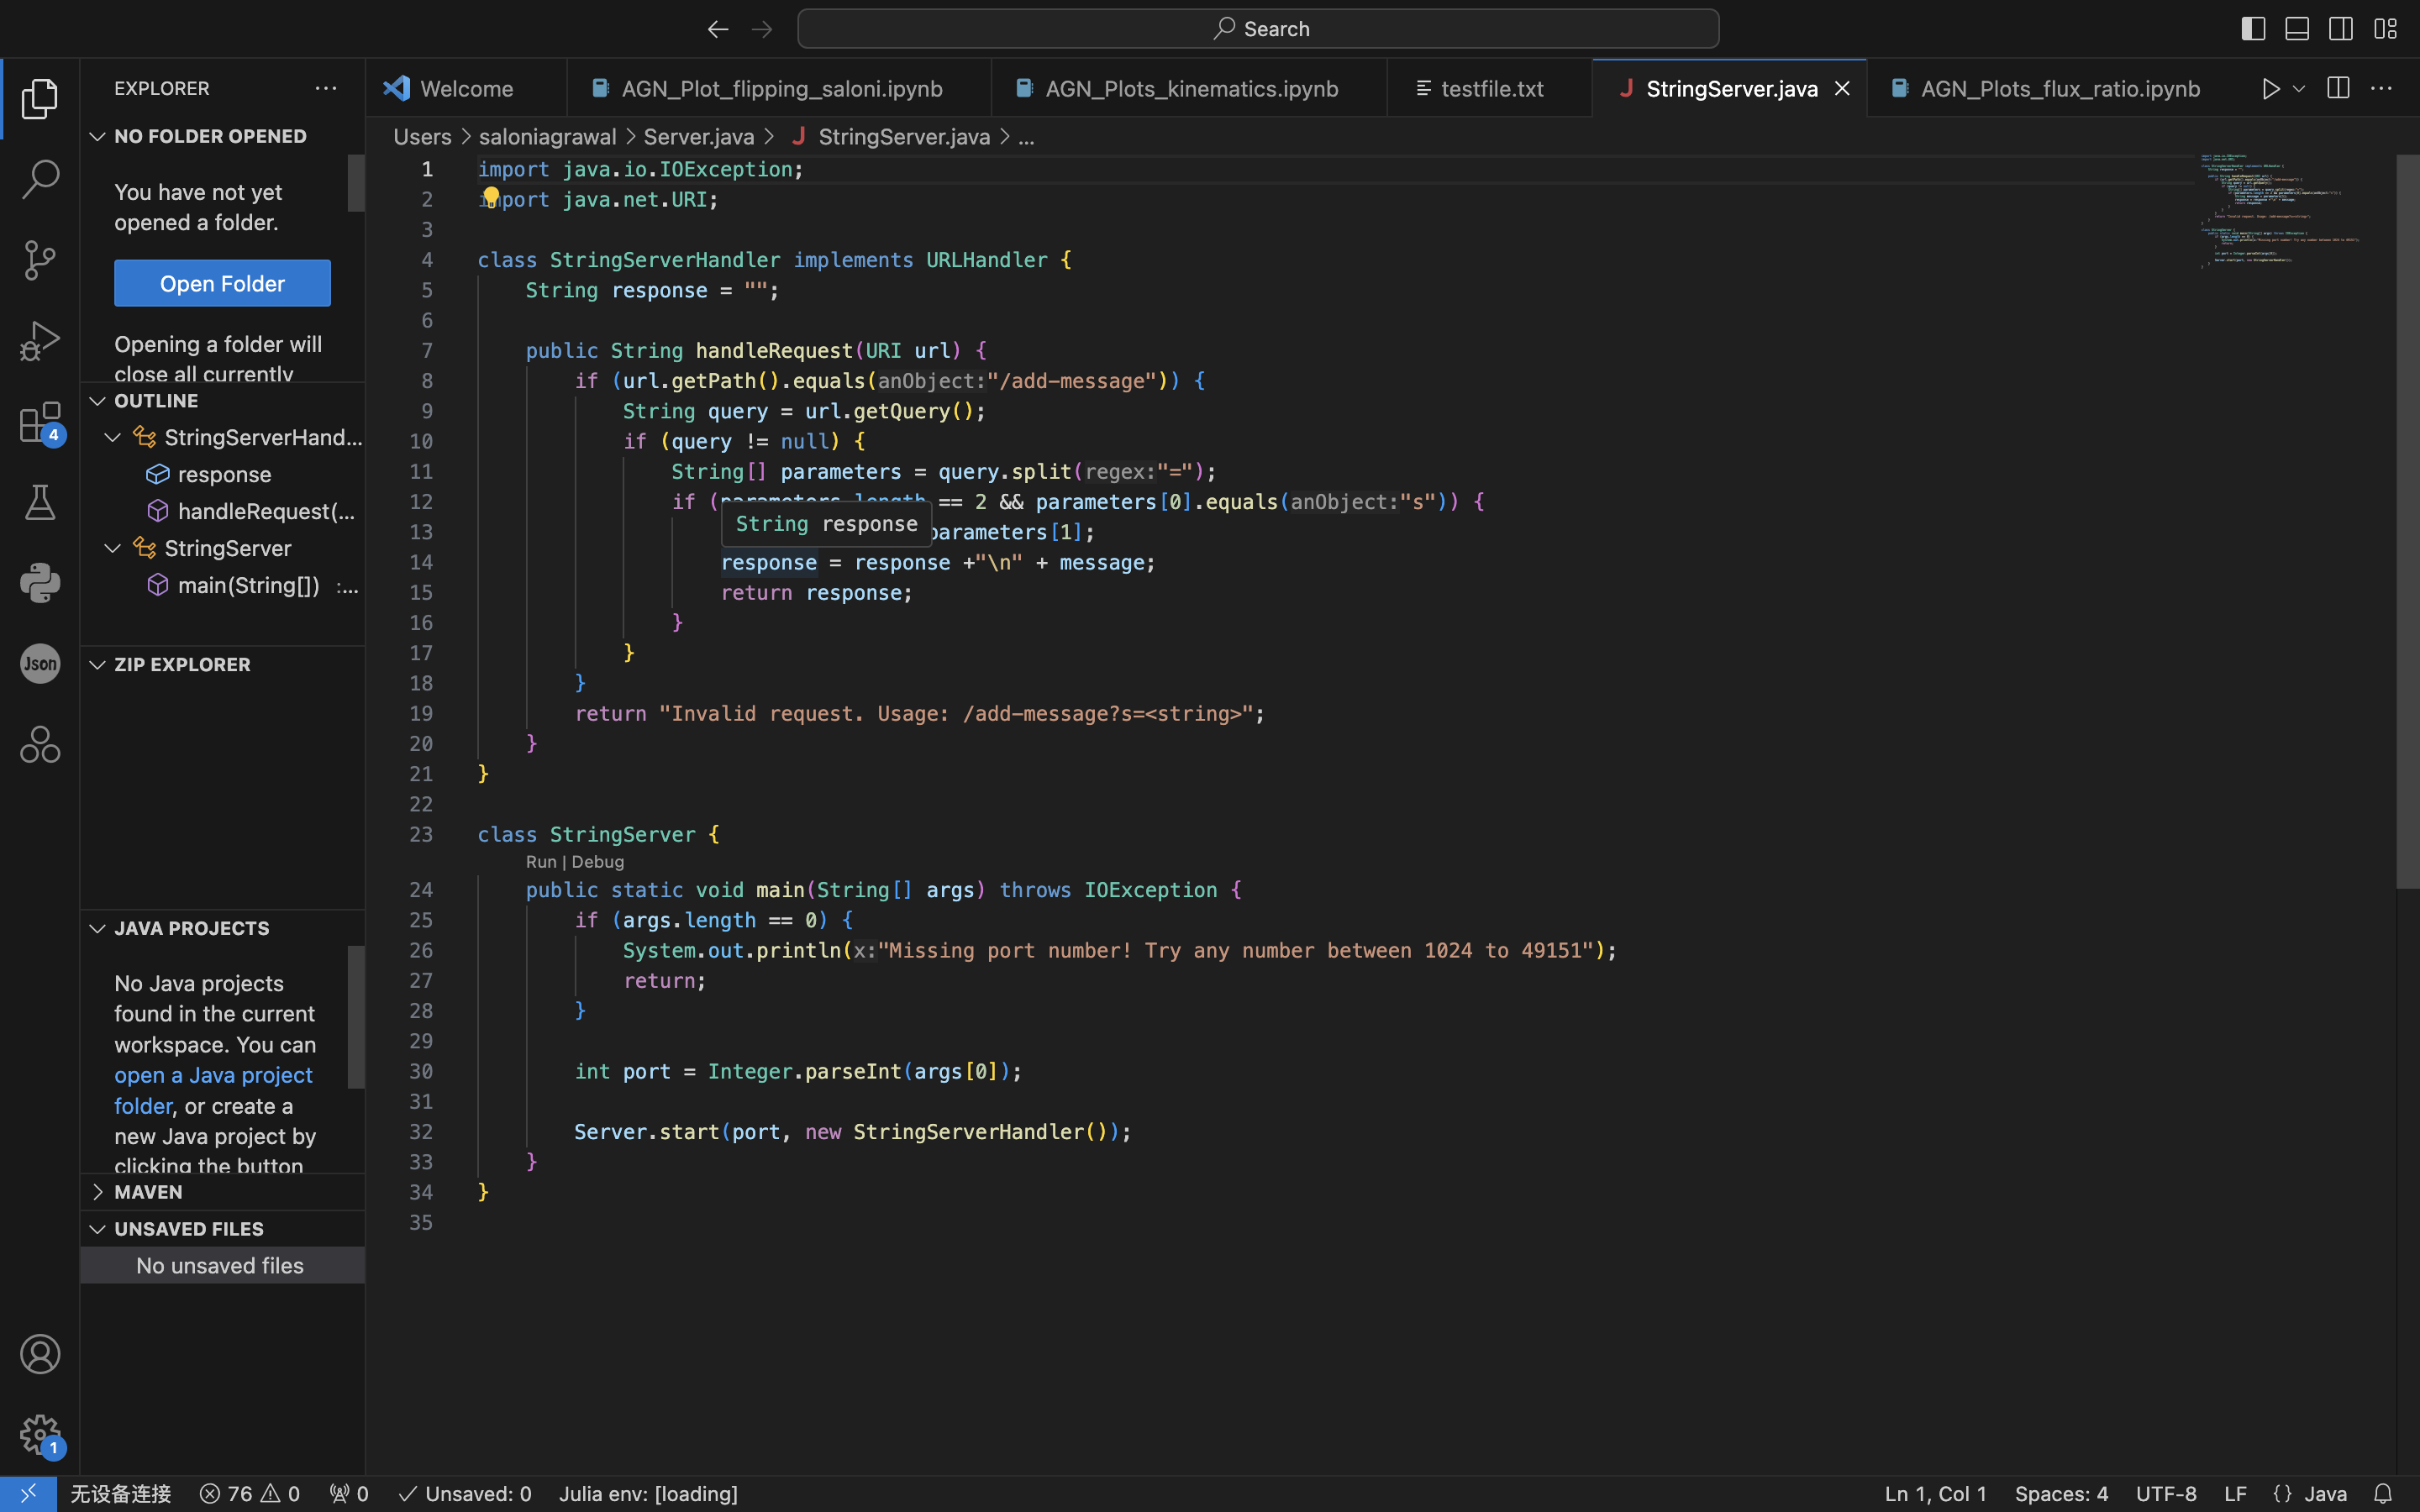 Search
EXPLORER
NO FOLDER OPENED
You have not yet
opened a folder.
Open Folder
Opening a folder will
close all currently
OUTLINE
StringServerHand...
response
handleRequest(...
StringServer
main(String[]) :...
ZIP EXPLORER
JAVA PROJECTS
No Java projects
found in the current
workspace. You can
open a Java project
folder, or create a
new Java project by
clicking the button
MAVEN
UNSAVED FILES
No unsaved files
4
Json
1
Welcome
AGN_Plot_flipping_saloni.ipynb
AGN_Plots_kinematics.ipynb
testfile.txt
StringServer.java
AGN_Plots_flux_ratio.ipynb
Users > saloniagrawal > Server.java > StringServer.java > ...
1 import java.io.IOException;
2 import java.net.URI;
3
4 class StringServerHandler implements URLHandler {
5 String response = "";
6
7 public String handleRequest(URI url) {
8 if (url.getPath().equals(anObject:"/add-message")) {
9 String query = url.getQuery();
10 if (query != null) {
11 String[] parameters = query.split(regex:"=");
12 if (parameters.length == 2 && parameters[0].equals(anObject:"s")) {
String response
13 parameters[1];
14 response = response +"\n" + message;
15 return response;
16 }
17 }
18 }
19 return "Invalid request. Usage: /add-message?s=<string>";
20 }
21 }
22
23 class StringServer {
Run | Debug
24 public static void main(String[] args) throws IOException {
25 if (args.length == 0) {
26 System.out.println(x:"Missing port number! Try any number between 1024 to 49151");
27 return;
28 }
29
30 int port = Integer.parseInt(args[0]);
31
32 Server.start(port, new StringServerHandler());
33 }
34 }
35
无设备连接 76 0 0 Unsaved: 0 Julia env: [loading]
Ln 1, Col 1 Spaces: 4 UTF-8 LF {} Java